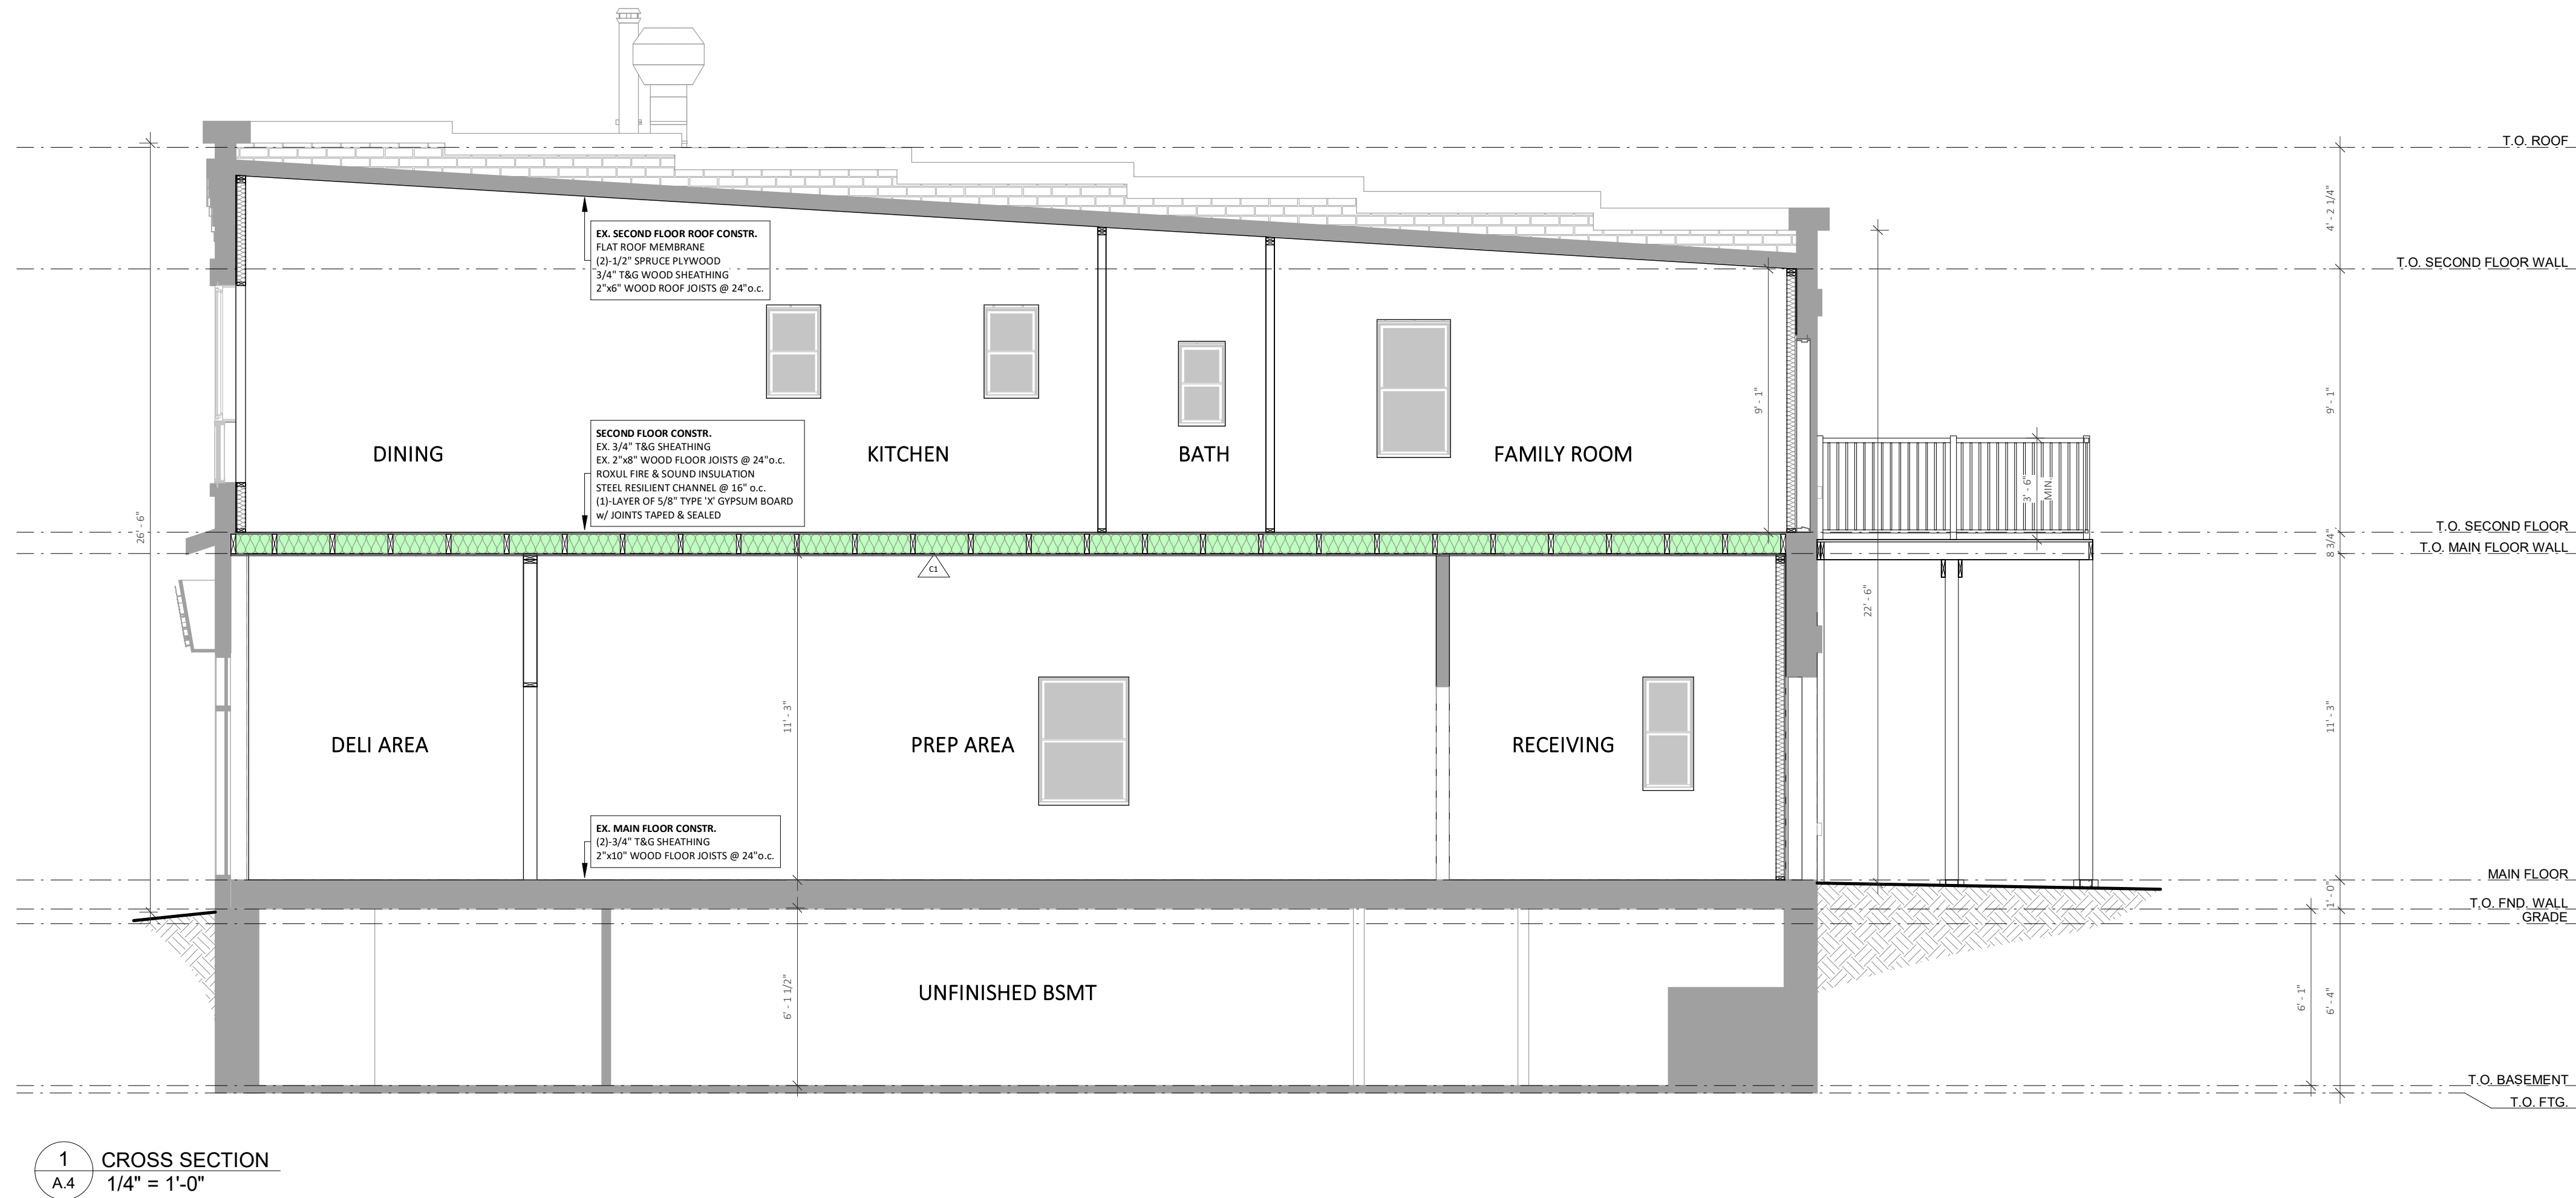 T.O. ROOF
4' - 2 1/4"
EX. SECOND FLOOR ROOF CONSTR.
FLAT ROOF MEMBRANE
(2)-1/2" SPRUCE PLYWOOD
3/4" T&G WOOD SHEATHING
2"x6" WOOD ROOF JOISTS @ 24"o.c.
T.O. SECOND FLOOR WALL
9' - 1"
9' - 1"
SECOND FLOOR CONSTR.
EX. 3/4" T&G SHEATHING
EX. 2"x8" WOOD FLOOR JOISTS @ 24"o.c.
ROXUL FIRE & SOUND INSULATION
STEEL RESILIENT CHANNEL @ 16" o.c.
(1)-LAYER OF 5/8" TYPE 'X' GYPSUM BOARD
w/ JOINTS TAPED & SEALED
DINING
KITCHEN
BATH
FAMILY ROOM
3' - 6"
MIN.
26' - 6"
T.O. SECOND FLOOR
8 3/4"
T.O. MAIN FLOOR WALL
C1
22' - 6"
11' - 3"
11' - 3"
DELI AREA
PREP AREA
RECEIVING
EX. MAIN FLOOR CONSTR.
(2)-3/4" T&G SHEATHING
2"x10" WOOD FLOOR JOISTS @ 24"o.c.
MAIN FLOOR
1' - 0"
T.O. FND. WALL
GRADE
6' - 1 1/2"
UNFINISHED BSMT
6' - 1"
6' - 4"
T.O. BASEMENT
T.O. FTG.
1
A.4
CROSS SECTION
1/4" = 1'-0"